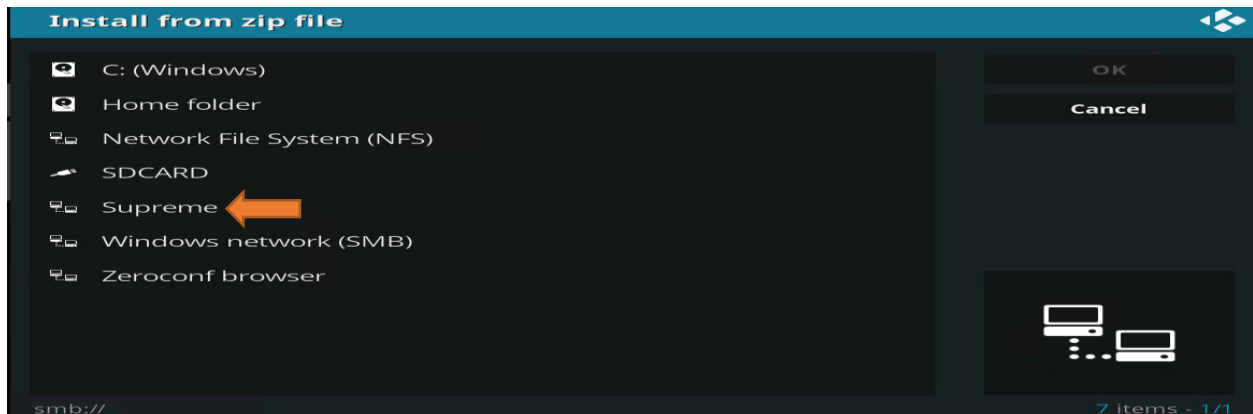 Install from zip file
C: (Windows)
OK
Home folder
Cancel
Network File System (NFS)
SDCARD
Supreme
Windows network (SMB)
Zeroconf browser
smb://
7 items - 1/1